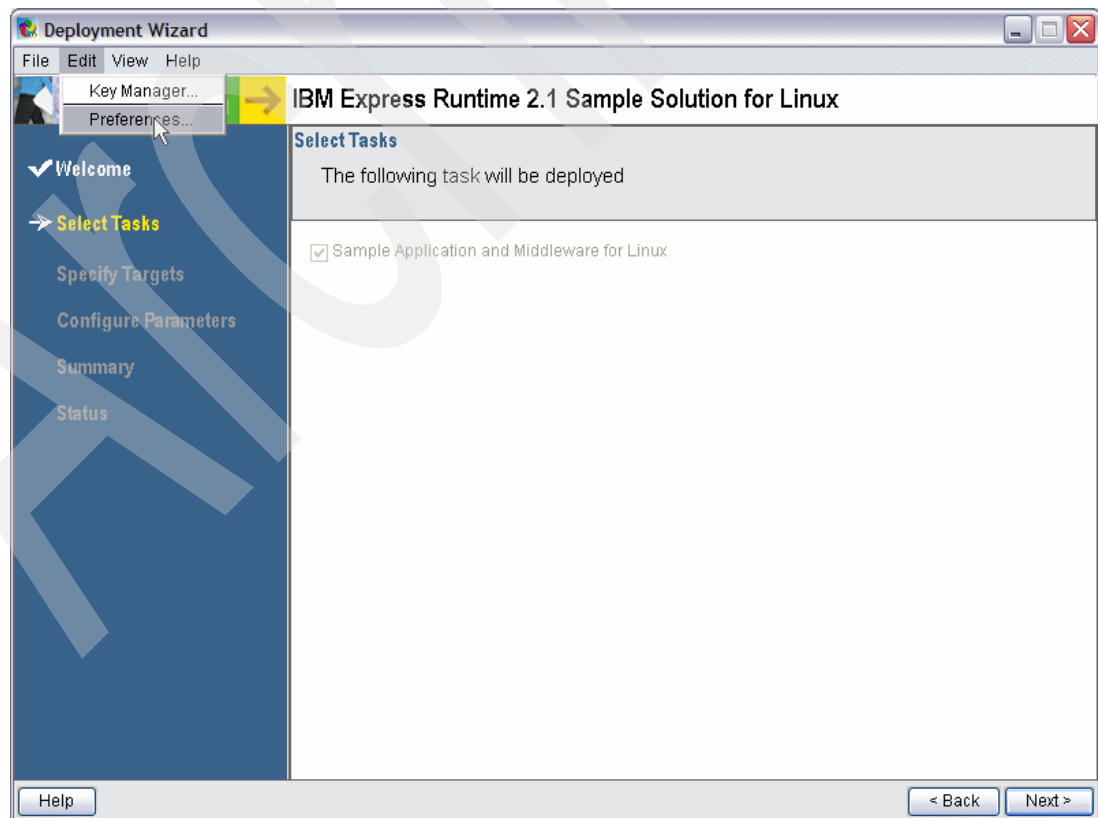 Deployment Wizard
File Edit View Help
Key Manager...
Preferences...
IBM Express Runtime 2.1 Sample Solution for Linux
Select Tasks
The following task will be deployed
Welcome
Select Tasks
Specify Targets
Configure Parameters
Summary
Status
Sample Application and Middleware for Linux
Help
< Back
Next >